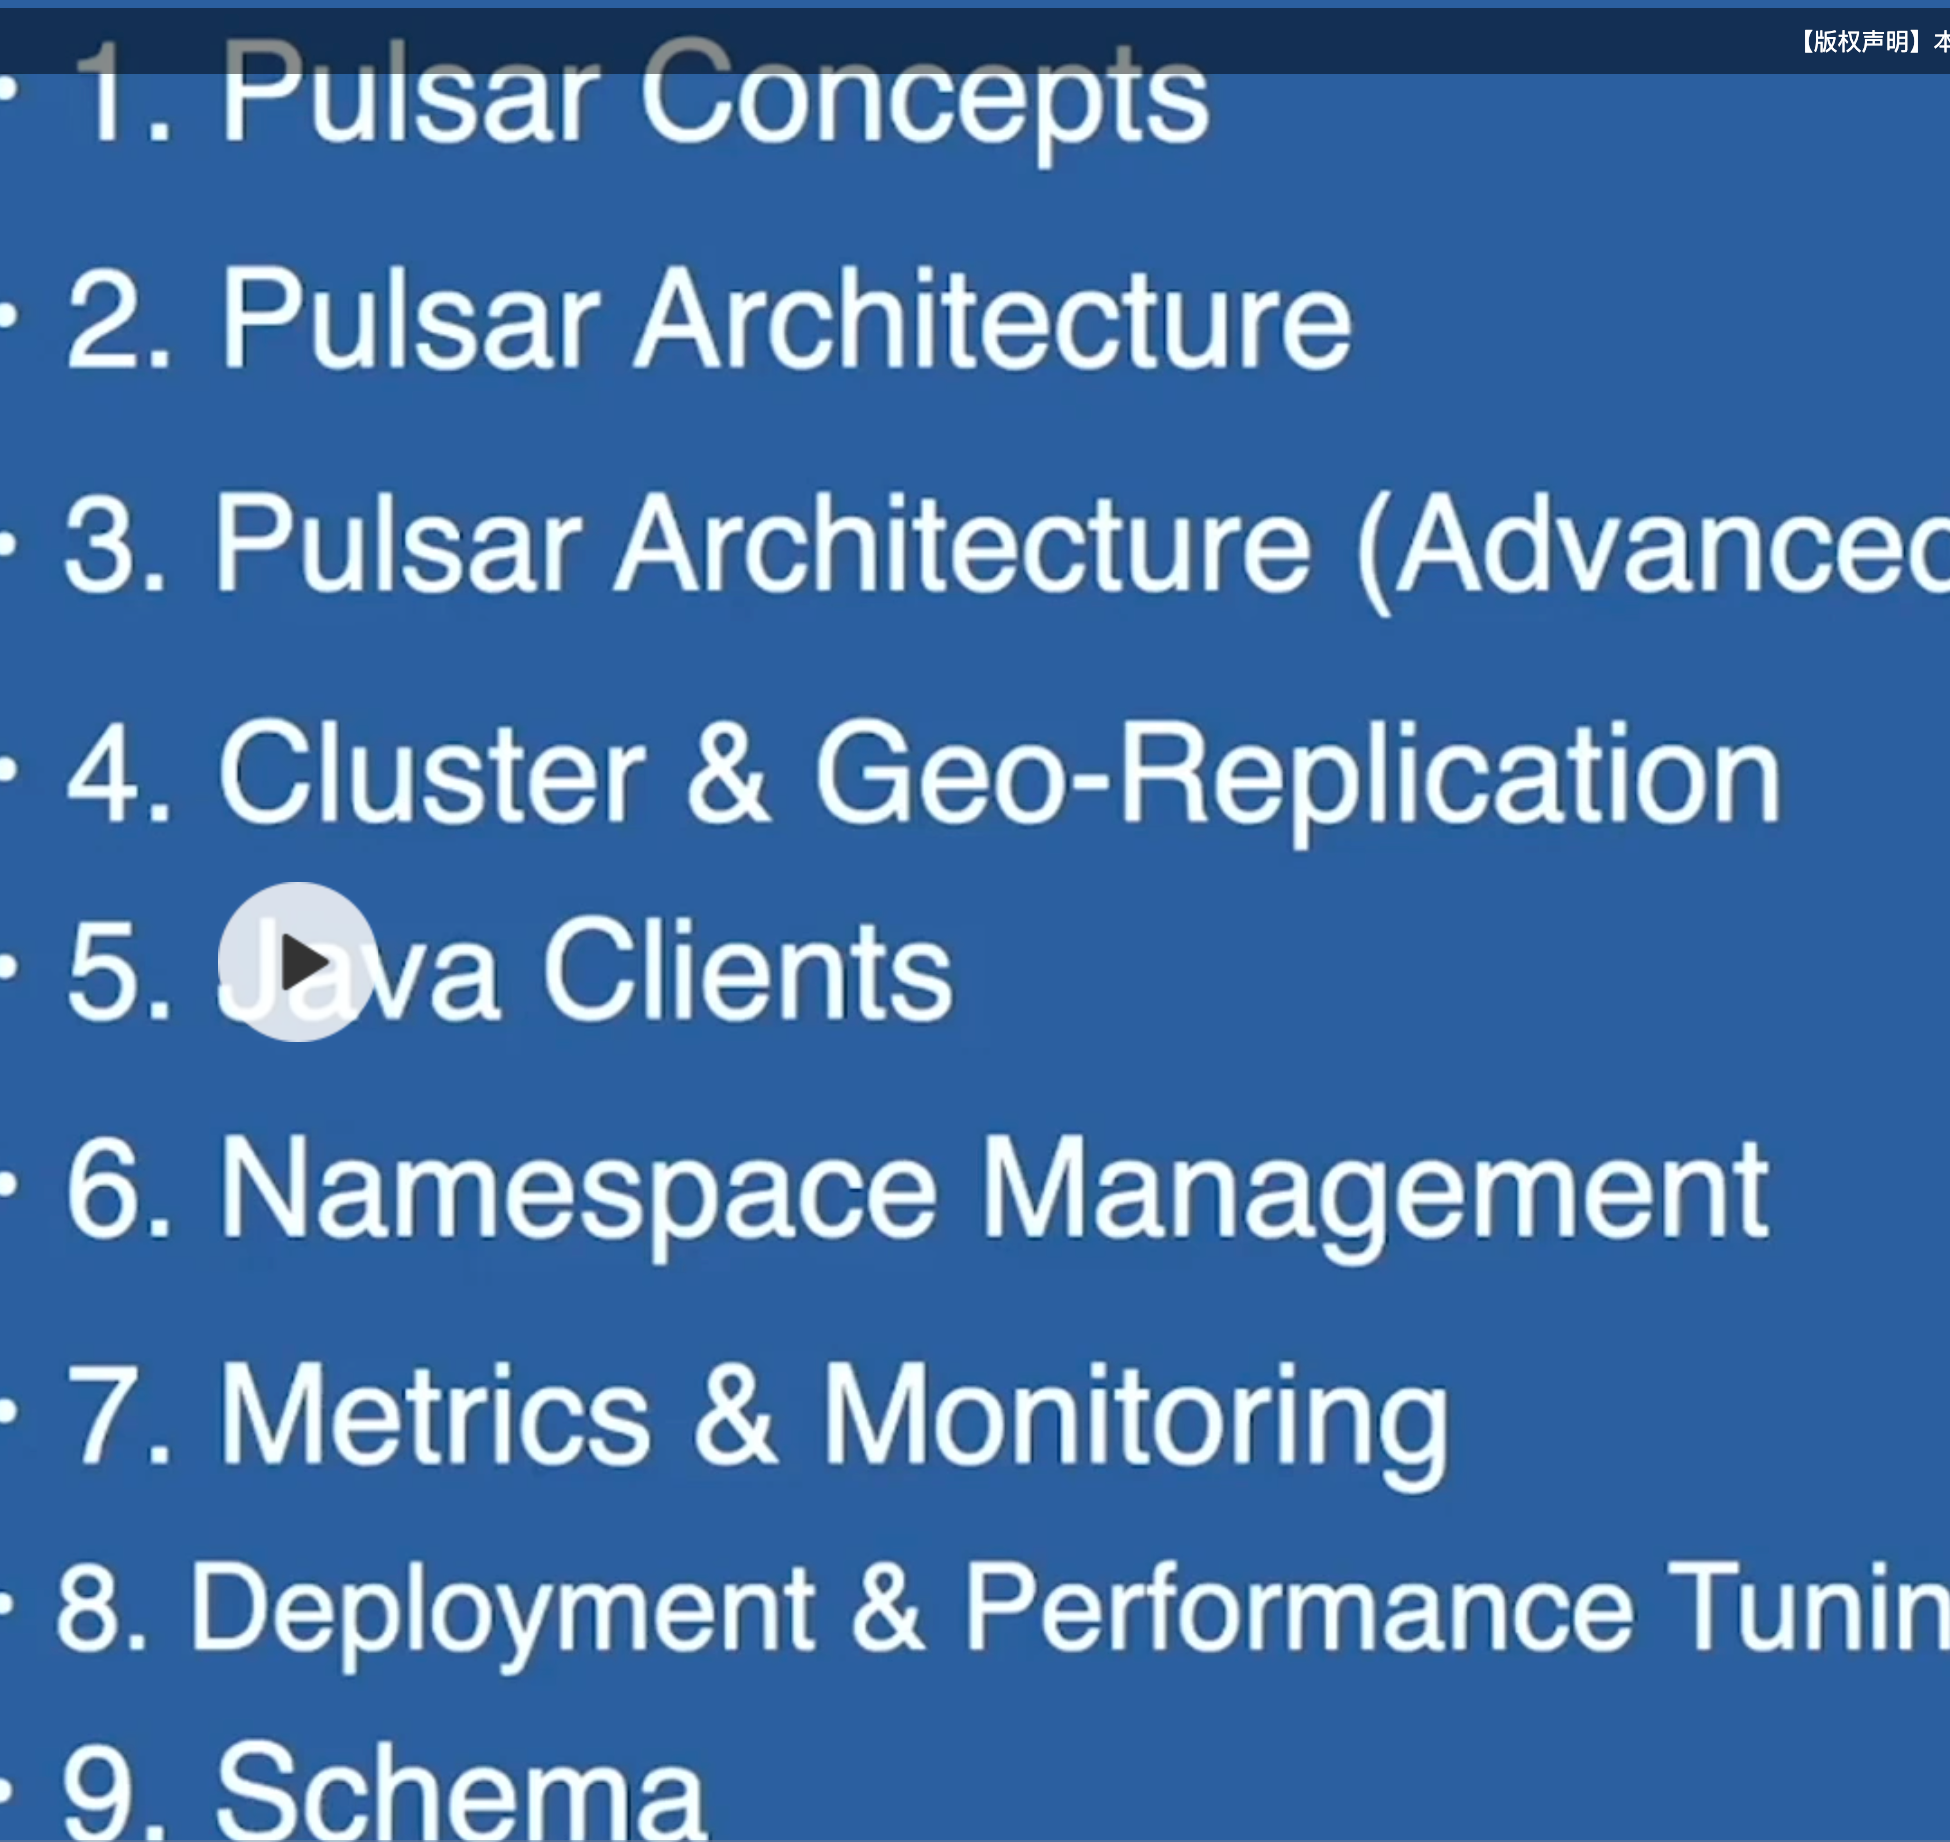 【版权声明】本
• 1. Pulsar Concepts
• 2. Pulsar Architecture
• 3. Pulsar Architecture (Advanced
• 4. Cluster & Geo-Replication
• 5. Java Clients
• 6. Namespace Management
• 7. Metrics & Monitoring
• 8. Deployment & Performance Tunin
• 9. Schema